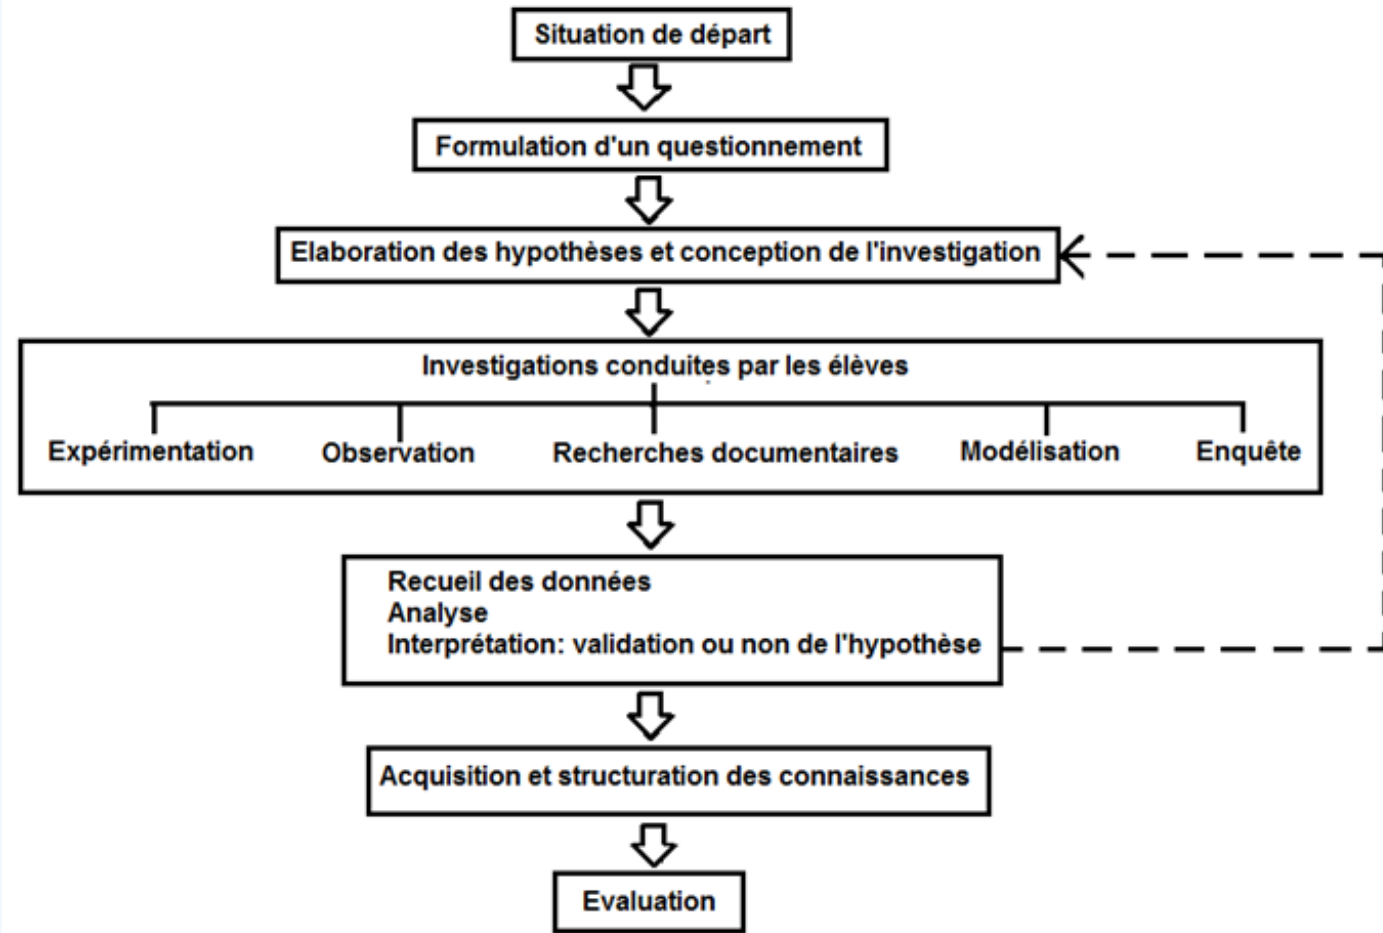 Situation de départ
Formulation d'un questionnement
Elaboration des hypothèses et conception de l'investigation
Investigations conduites par les élèves
Expérimentation
Observation
Recherches documentaires
Modélisation
Enquête
Recueil des données
Analyse
Interprétation: validation ou non de l'hypothèse
Acquisition et structuration des connaissances
Evaluation